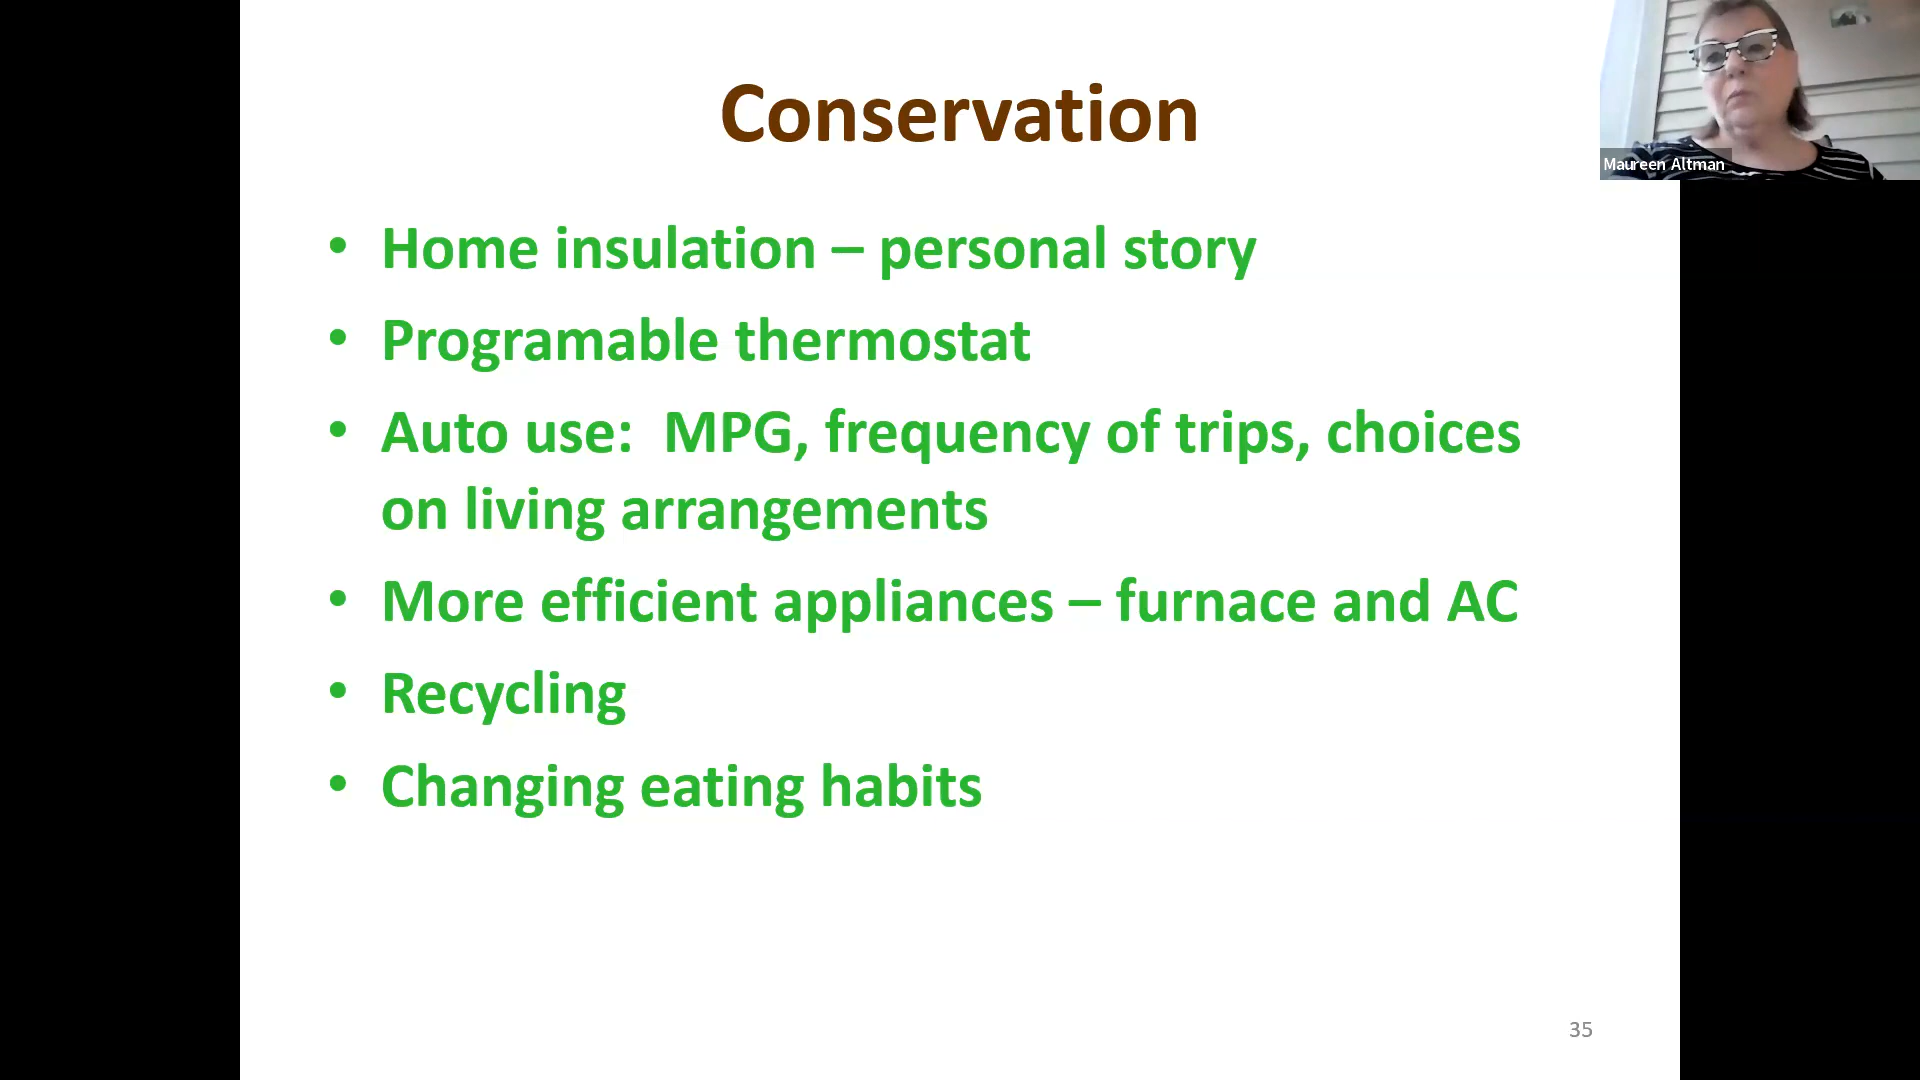 Conservation
Maureen Altman
• Home insulation – personal story
• Programable thermostat
• Auto use:  MPG, frequency of trips, choices
on living arrangements
• More efficient appliances – furnace and AC
• Recycling
• Changing eating habits
35